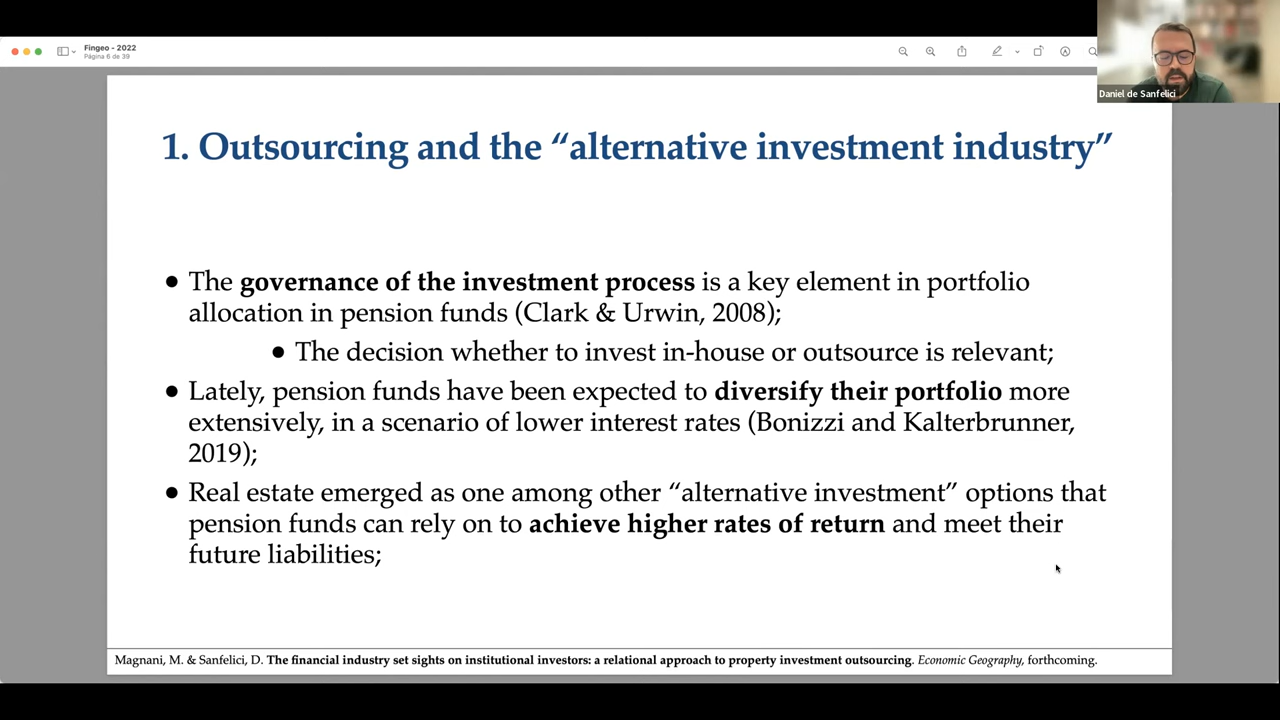 Fingeo - 2022
Página 6 de 39
Daniel de Sanfelici
1. Outsourcing and the “alternative investment industry”
● The governance of the investment process is a key element in portfolio
allocation in pension funds (Clark & Urwin, 2008);
● The decision whether to invest in-house or outsource is relevant;
● Lately, pension funds have been expected to diversify their portfolio more
extensively, in a scenario of lower interest rates (Bonizzi and Kalterbrunner,
2019);
● Real estate emerged as one among other “alternative investment” options that
pension funds can rely on to achieve higher rates of return and meet their
future liabilities;
Magnani, M. & Sanfelici, D. The financial industry set sights on institutional investors: a relational approach to property investment outsourcing. Economic Geography, forthcoming.